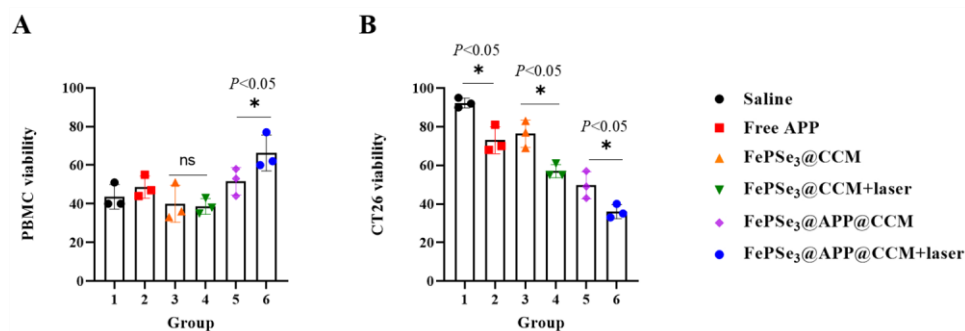 A
PBMC viability
100
80
60
40
20
0
ns
P<0.05
*
1 2 3 4 5 6
Group
B
CT26 viability
100
80
60
40
20
0
P<0.05
*
P<0.05
*
P<0.05
*
1 2 3 4 5 6
Group
Saline
Free APP
FePSe₃@CCM
FePSe₃@CCM+laser
FePSe₃@APP@CCM
FePSe₃@APP@CCM+laser